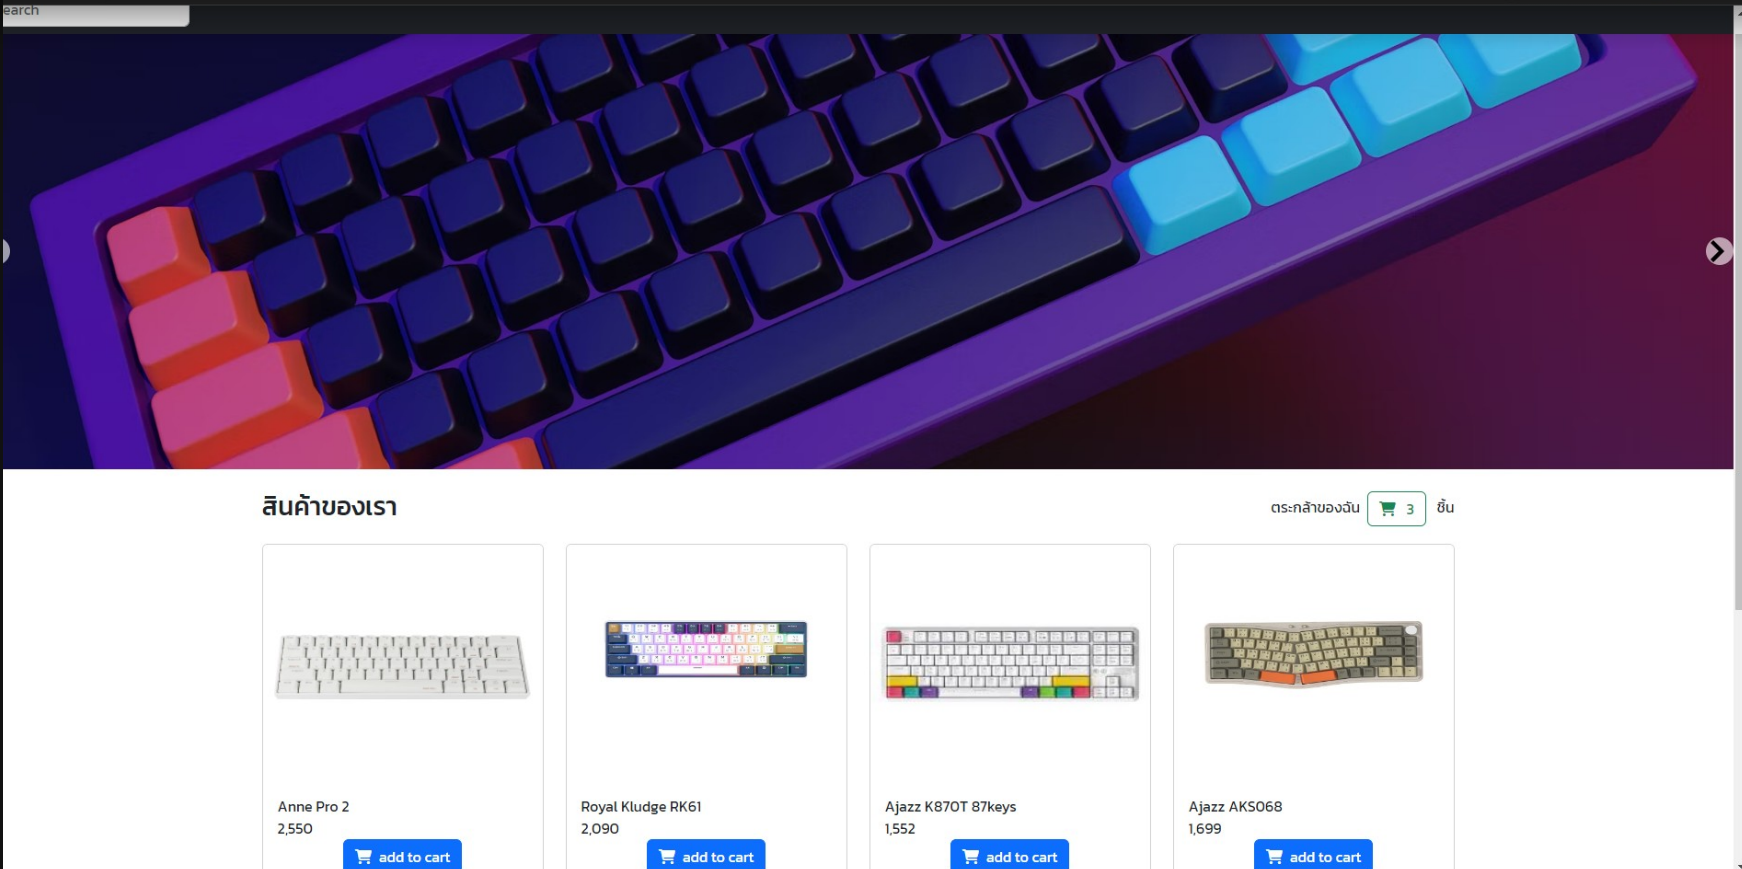 earch
สินค้าของเรา
ตระกล้าของฉัน 3 ชิ้น
Anne Pro 2
2,550
add to cart
Royal Kludge RK61
2,090
add to cart
Ajazz K870T 87keys
1,552
add to cart
Ajazz AKS068
1,699
add to cart